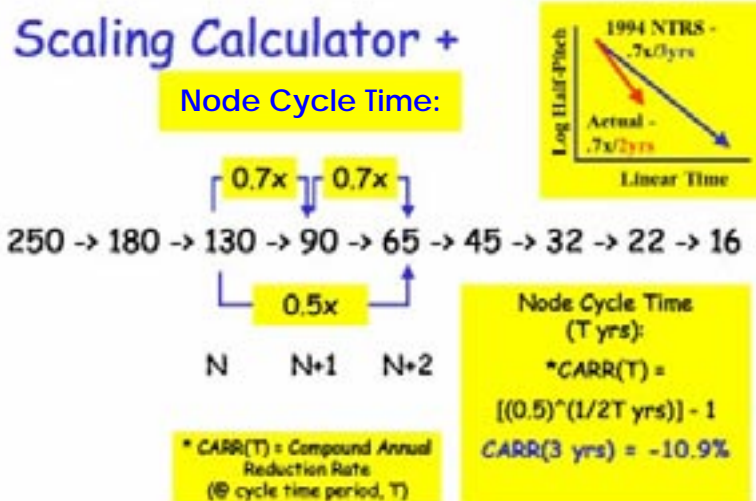 Scaling Calculator +
Node Cycle Time:
1994 NTRS -
.7x/3yrs
Log Half-Pitch
Actual -
.7x/2yrs
Linear Time
0.7x
0.7x
250 -> 180 -> 130 -> 90 -> 65 -> 45 -> 32 -> 22 -> 16
0.5x
N
N+1
N+2
Node Cycle Time
(T yrs):
*CARR(T) =
[(0.5)^(1/2T yrs)] - 1
CARR(3 yrs) = -10.9%
* CARR(T) = Compound Annual
Reduction Rate
(@ cycle time period, T)